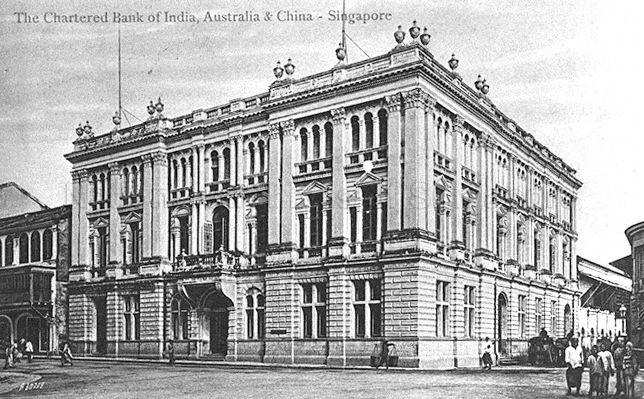 The Chartered Bank of India, Australia & China - Singapore